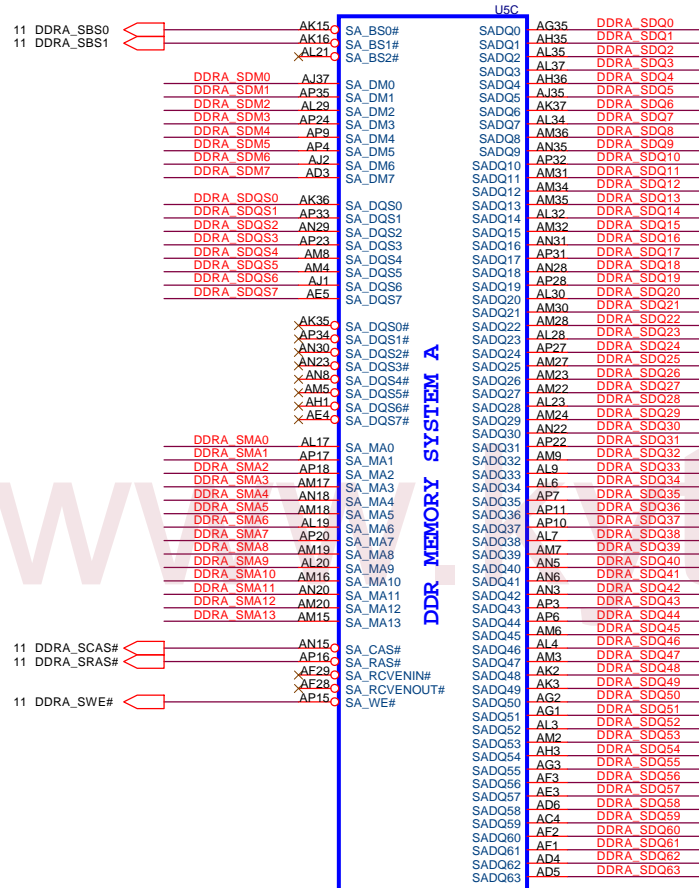 U5C
11 DDRA_SBS0 AK15 SA_BS0#
11 DDRA_SBS1 AK16 SA_BS1#
AL21 SA_BS2#
DDRA_SDM0 AJ37 SA_DM0
DDRA_SDM1 AP35 SA_DM1
DDRA_SDM2 AL29 SA_DM2
DDRA_SDM3 AP24 SA_DM3
DDRA_SDM4 AP9 SA_DM4
DDRA_SDM5 AP4 SA_DM5
DDRA_SDM6 AJ2 SA_DM6
DDRA_SDM7 AD3 SA_DM7
DDRA_SDQS0 AK36 SA_DQS0
DDRA_SDQS1 AP33 SA_DQS1
DDRA_SDQS2 AN29 SA_DQS2
DDRA_SDQS3 AP23 SA_DQS3
DDRA_SDQS4 AM8 SA_DQS4
DDRA_SDQS5 AM4 SA_DQS5
DDRA_SDQS6 AJ1 SA_DQS6
DDRA_SDQS7 AE5 SA_DQS7
AK35 SA_DQS0#
AP34 SA_DQS1#
AN30 SA_DQS2#
AN23 SA_DQS3#
AN8 SA_DQS4#
AM5 SA_DQS5#
AH1 SA_DQS6#
AE4 SA_DQS7#
DDRA_SMA0 AL17 SA_MA0
DDRA_SMA1 AP17 SA_MA1
DDRA_SMA2 AP18 SA_MA2
DDRA_SMA3 AM17 SA_MA3
DDRA_SMA4 AN18 SA_MA4
DDRA_SMA5 AM18 SA_MA5
DDRA_SMA6 AL19 SA_MA6
DDRA_SMA7 AP20 SA_MA7
DDRA_SMA8 AM19 SA_MA8
DDRA_SMA9 AL20 SA_MA9
DDRA_SMA10 AM16 SA_MA10
DDRA_SMA11 AN20 SA_MA11
DDRA_SMA12 AM20 SA_MA12
DDRA_SMA13 AM15 SA_MA13
11 DDRA_SCAS# AN15 SA_CAS#
11 DDRA_SRAS# AP16 SA_RAS#
AF29 SA_RCVENIN#
AF28 SA_RCVENOUT#
11 DDRA_SWE# AP15 SA_WE#
DDR MEMORY SYSTEM A
SADQ0 AG35 DDRA_SDQ0
SADQ1 AH35 DDRA_SDQ1
SADQ2 AL35 DDRA_SDQ2
SADQ3 AL37 DDRA_SDQ3
SADQ4 AH36 DDRA_SDQ4
SADQ5 AJ35 DDRA_SDQ5
SADQ6 AK37 DDRA_SDQ6
SADQ7 AL34 DDRA_SDQ7
SADQ8 AM36 DDRA_SDQ8
SADQ9 AN35 DDRA_SDQ9
SADQ10 AP32 DDRA_SDQ10
SADQ11 AM31 DDRA_SDQ11
SADQ12 AM34 DDRA_SDQ12
SADQ13 AM35 DDRA_SDQ13
SADQ14 AL32 DDRA_SDQ14
SADQ15 AM32 DDRA_SDQ15
SADQ16 AN31 DDRA_SDQ16
SADQ17 AP31 DDRA_SDQ17
SADQ18 AN28 DDRA_SDQ18
SADQ19 AP28 DDRA_SDQ19
SADQ20 AL30 DDRA_SDQ20
SADQ21 AM30 DDRA_SDQ21
SADQ22 AM28 DDRA_SDQ22
SADQ23 AL28 DDRA_SDQ23
SADQ24 AP27 DDRA_SDQ24
SADQ25 AM27 DDRA_SDQ25
SADQ26 AM23 DDRA_SDQ26
SADQ27 AM22 DDRA_SDQ27
SADQ28 AL23 DDRA_SDQ28
SADQ29 AM24 DDRA_SDQ29
SADQ30 AN22 DDRA_SDQ30
SADQ31 AP22 DDRA_SDQ31
SADQ32 AM9 DDRA_SDQ32
SADQ33 AL9 DDRA_SDQ33
SADQ34 AL6 DDRA_SDQ34
SADQ35 AP7 DDRA_SDQ35
SADQ36 AP11 DDRA_SDQ36
SADQ37 AP10 DDRA_SDQ37
SADQ38 AL7 DDRA_SDQ38
SADQ39 AM7 DDRA_SDQ39
SADQ40 AN5 DDRA_SDQ40
SADQ41 AN6 DDRA_SDQ41
SADQ42 AN3 DDRA_SDQ42
SADQ43 AP3 DDRA_SDQ43
SADQ44 AP6 DDRA_SDQ44
SADQ45 AM6 DDRA_SDQ45
SADQ46 AL4 DDRA_SDQ46
SADQ47 AM3 DDRA_SDQ47
SADQ48 AK2 DDRA_SDQ48
SADQ49 AK3 DDRA_SDQ49
SADQ50 AG2 DDRA_SDQ50
SADQ51 AG1 DDRA_SDQ51
SADQ52 AL3 DDRA_SDQ52
SADQ53 AM2 DDRA_SDQ53
SADQ54 AH3 DDRA_SDQ54
SADQ55 AG3 DDRA_SDQ55
SADQ56 AF3 DDRA_SDQ56
SADQ57 AE3 DDRA_SDQ57
SADQ58 AD6 DDRA_SDQ58
SADQ59 AC4 DDRA_SDQ59
SADQ60 AF2 DDRA_SDQ60
SADQ61 AF1 DDRA_SDQ61
SADQ62 AD4 DDRA_SDQ62
SADQ63 AD5 DDRA_SDQ63